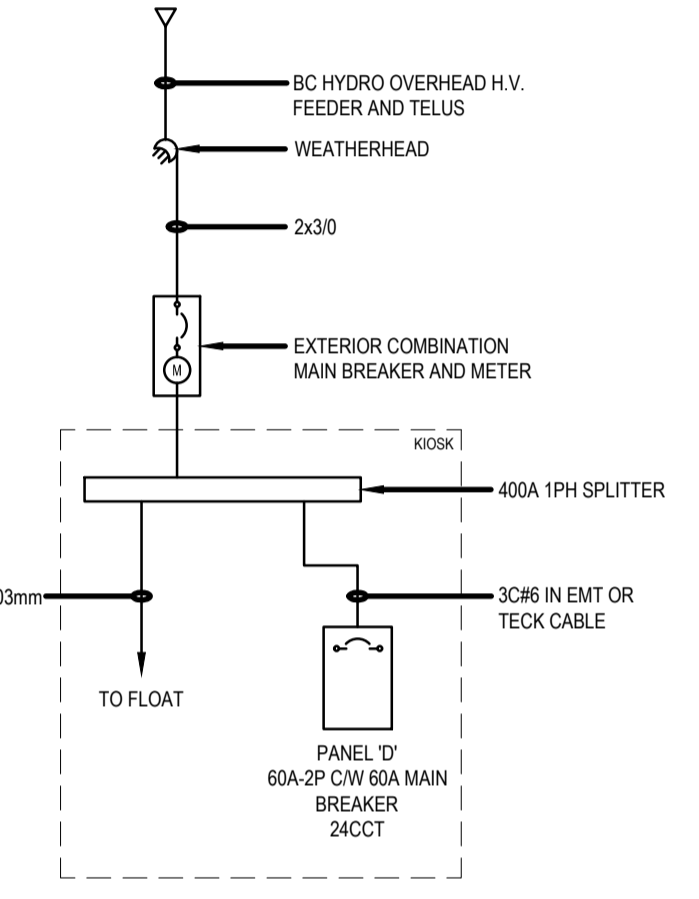 BC HYDRO OVERHEAD H.V.
FEEDER AND TELUS
WEATHERHEAD
2x3/0
EXTERIOR COMBINATION
MAIN BREAKER AND METER
M
KIOSK
400A 1PH SPLITTER
03mm
3C#6 IN EMT OR
TECK CABLE
TO FLOAT
PANEL 'D'
60A-2P C/W 60A MAIN
BREAKER
24CCT